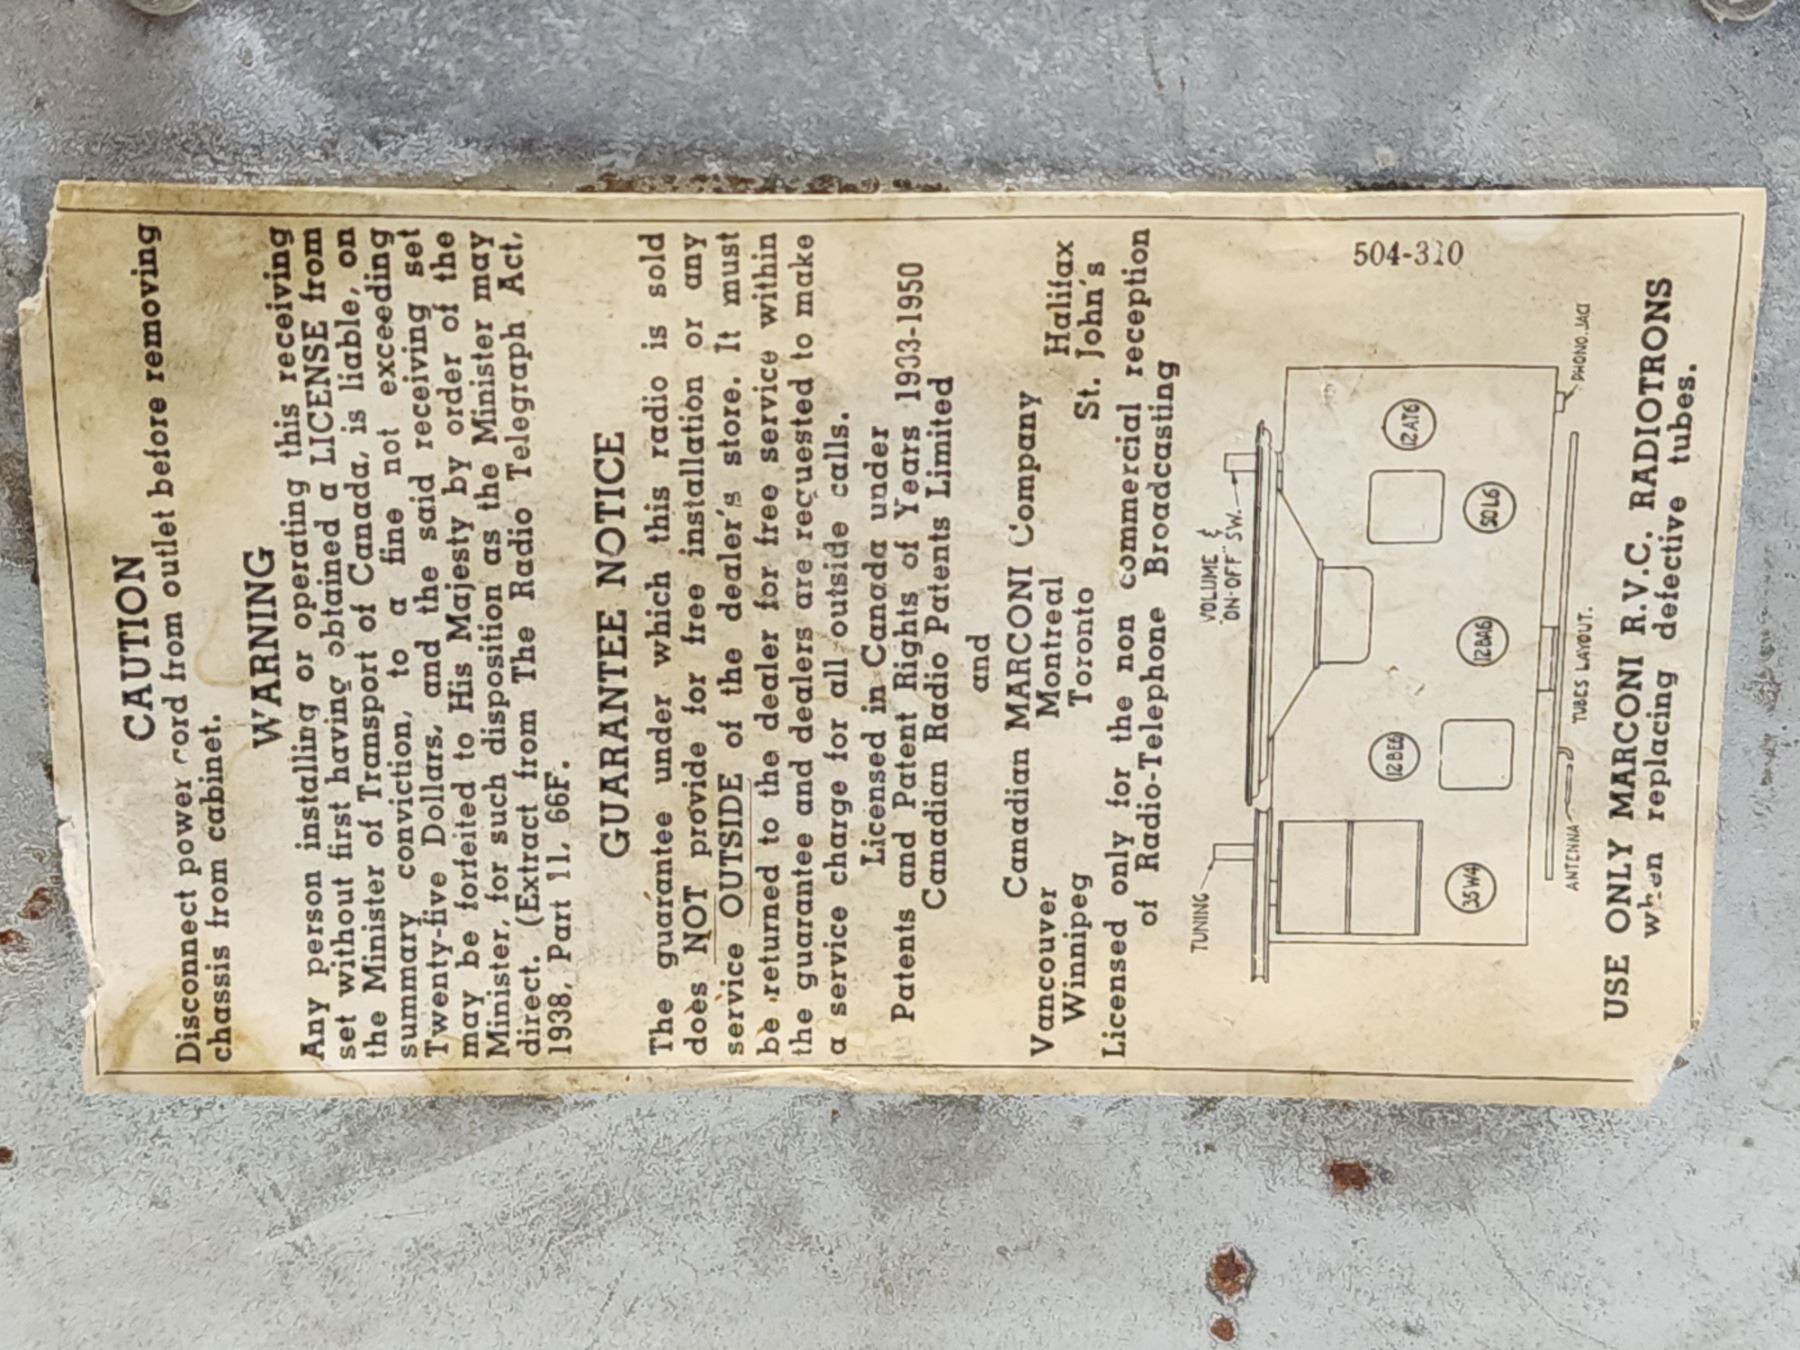 CAUTION
Disconnect power cord from outlet before removing
chassis from cabinet.
WARNING
Any person installing or operating this receiving
set without first having obtained a LICENSE from
the Minister of Transport of Canada, is liable, on
summary conviction, to a fine not exceeding
Twenty-five Dollars, and the said receiving set
may be forfeited to His Majesty by order of the
Minister, for such disposition as the Minister may
direct. (Extract from The Radio Telegraph Act,
1938, Part 11, 66F.
GUARANTEE NOTICE
The guarantee under which this radio is sold
does NOT provide for free installation or any
service OUTSIDE of the dealer's store. It must
be returned to the dealer for free service within
the guarantee and dealers are requested to make
a service charge for all outside calls.
Licensed in Canada under
Patents and Patent Rights of Years 1933-1950
Canadian Radio Patents Limited
and
Canadian MARCONI Company
Vancouver Montreal Halifax
Winnipeg Toronto St. John's
Licensed only for the non commercial reception
of Radio-Telephone Broadcasting
TUNING
VOLUME &
ON-OFF SW.
504-310
12BE6
12AT6
35W4
12BA6
50L6
ANTENNA
TUBES LAYOUT.
PHONO. JACK
USE ONLY MARCONI R.V.C. RADIOTRONS
when replacing defective tubes.